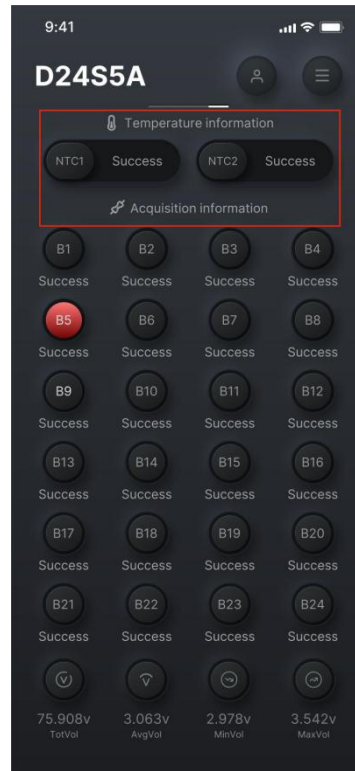 9:41
D24S5A
Temperature information
NTC1 Success NTC2 Success
Acquisition information
B1 B2 B3 B4
Success Success Success Success
B5 B6 B7 B8
Success Success Success Success
B9 B10 B11 B12
Success Success Success Success
B13 B14 B15 B16
Success Success Success Success
B17 B18 B19 B20
Success Success Success Success
B21 B22 B23 B24
Success Success Success Success
75.908v 3.063v 2.978v 3.542v
TotVol AvgVol MinVol MaxVol